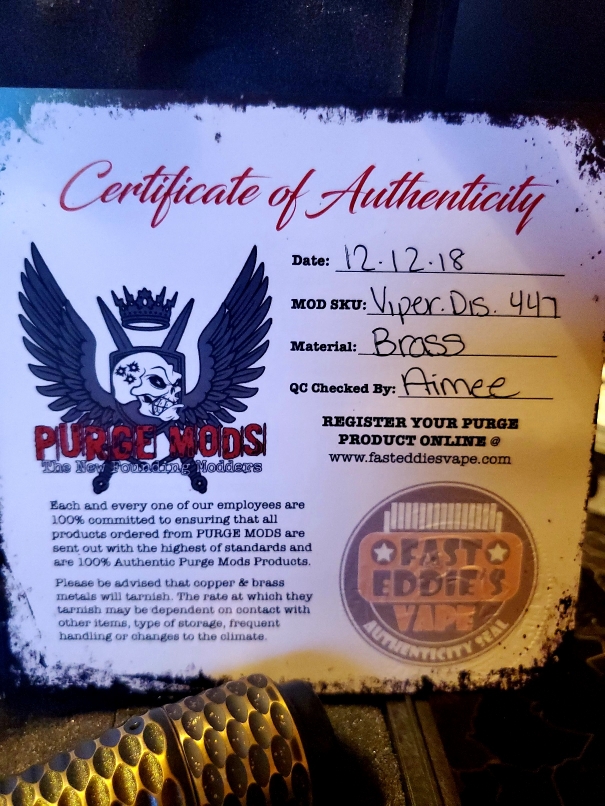 Certificate of Authenticity
Date: 12.12.18
MOD SKU: Viper.Dis. 447
Material: Brass
QC Checked By: Aimee
PURGE MODS
The New Founding Modders
REGISTER YOUR PURGE
PRODUCT ONLINE @
www.fasteddiesvape.com
Each and every one of our employees are
100% committed to ensuring that all
products ordered from PURGE MODS are
sent out with the highest of standards and
are 100% Authentic Purge Mods Products.
Please be advised that copper & brass
metals will tarnish. The rate at which they
tarnish may be dependent on contact with
other items, type of storage, frequent
handling or changes to the climate.
FAST
EDDIE'S
VAPE
AUTHENTICITY SEAL